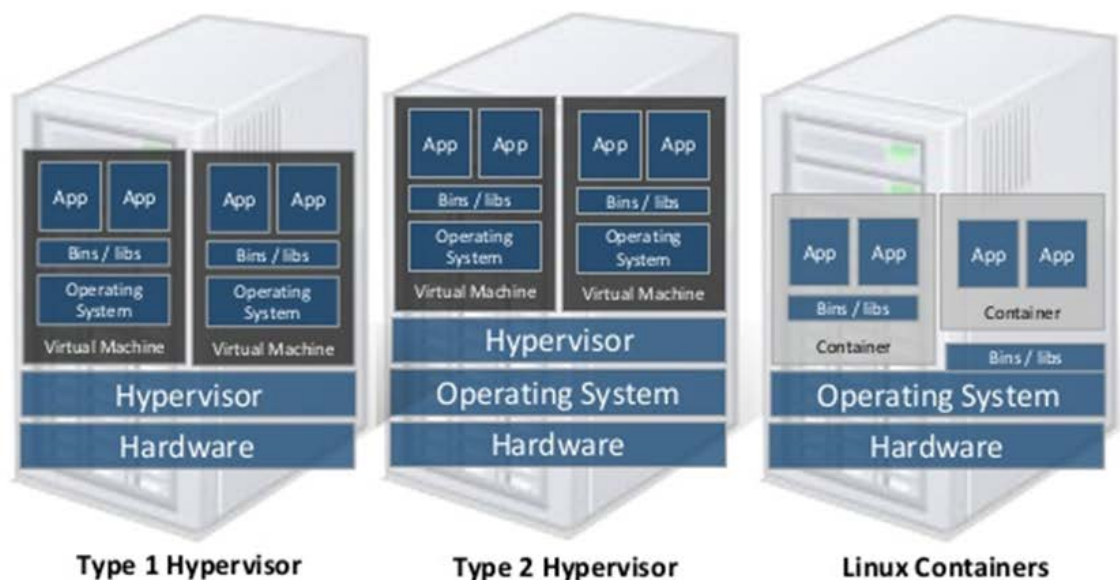 App App
Bins / libs
Operating
System
Virtual Machine
App App
Bins / libs
Operating
System
Virtual Machine
Hypervisor
Hardware
Type 1 Hypervisor
App App
Bins / libs
Operating
System
Virtual Machine
App App
Bins / libs
Operating
System
Virtual Machine
Hypervisor
Operating System
Hardware
Type 2 Hypervisor
App App
Bins / libs
Container
App App
Container
Bins / libs
Operating System
Hardware
Linux Containers